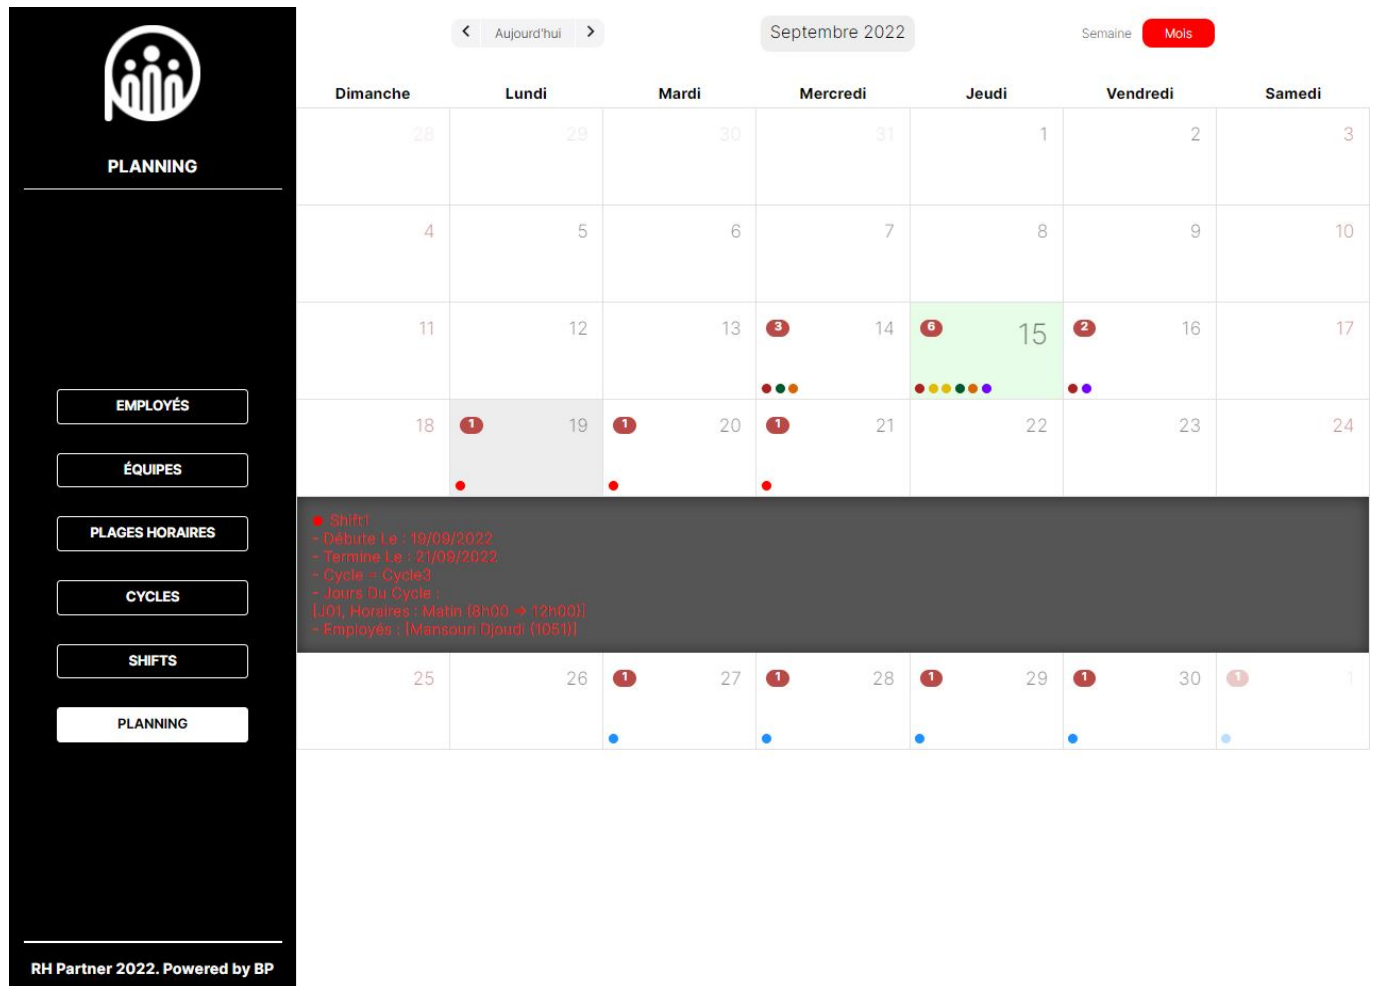 PLANNING
EMPLOYÉS
ÉQUIPES
PLAGES HORAIRES
CYCLES
SHIFTS
PLANNING
RH Partner 2022. Powered by BP
Aujourd'hui
Septembre 2022
Semaine Mois
Dimanche Lundi Mardi Mercredi Jeudi Vendredi Samedi
28 29 30 31 1 2 3
4 5 6 7 8 9 10
11 12 13 3 14 6 15 2 16 17
18 1 19 1 20 1 21 22 23 24
Shift1
- Débute Le : 19/09/2022
- Termine Le : 21/09/2022
- Cycle = Cycle3
- Jours Du Cycle :
[J01, Horaires : Matin (8h00 => 12h00)]
- Employés : [Mansouri Djoudi (1051)]
25 26 1 27 1 28 1 29 1 30 1 1